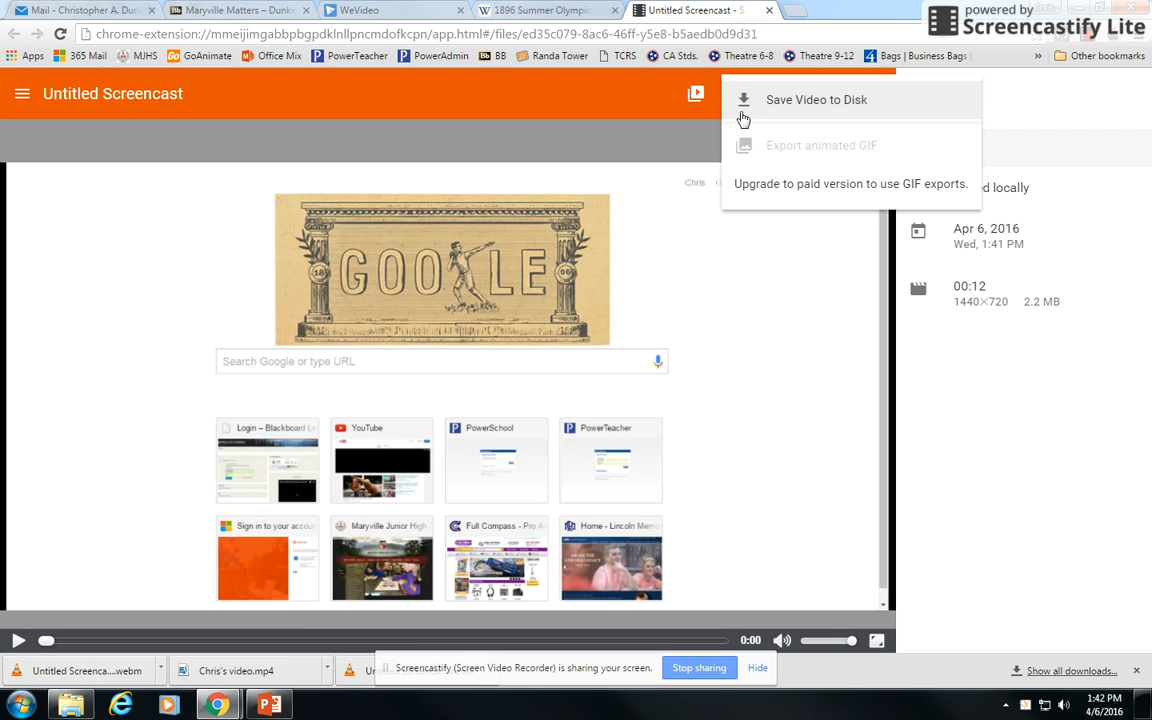 Mail - Christopher A. Dun
Maryville Matters – Dunke
WeVideo
1896 Summer Olympic
Untitled Screencast - S
powered by
Screencastify Lite
chrome-extension://mmeijimgabbpbgpdklnllpncmdofkcpn/app.html#/files/ed35c079-8ac6-46ff-y5e8-b5aedb0d9d31
Apps
365 Mail
MJHS
GoAnimate
Office Mix
PowerTeacher
PowerAdmin
BB
Randa Tower
TCRS
CA Stds.
Theatre 6-8
Theatre 9-12
Bags | Business Bags
»
Other bookmarks
Untitled Screencast
Save Video to Disk
Export animated GIF
Upgrade to paid version to use GIF exports.
d locally
Apr 6, 2016
Wed, 1:41 PM
00:12
1440×720 2.2 MB
Chris
18 GOOGLE 96
Search Google or type URL
Login – Blackboard Le
YouTube
PowerSchool
PowerTeacher
Sign in to your accou
Maryville Junior High
Full Compass - Pro A
Home - Lincoln Memo
0:00
Untitled Screenca....webm
Chris's video.mp4
Screencastify (Screen Video Recorder) is sharing your screen.
Stop sharing
Hide
Show all downloads...
1:42 PM
4/6/2016